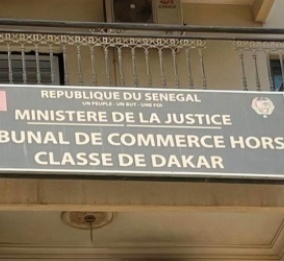 REPUBLIQUE DU SENEGAL
UN PEUPLE - UN BUT - UNE FOI
MINISTERE DE LA JUSTICE
BUNAL DE COMMERCE HORS
CLASSE DE DAKAR